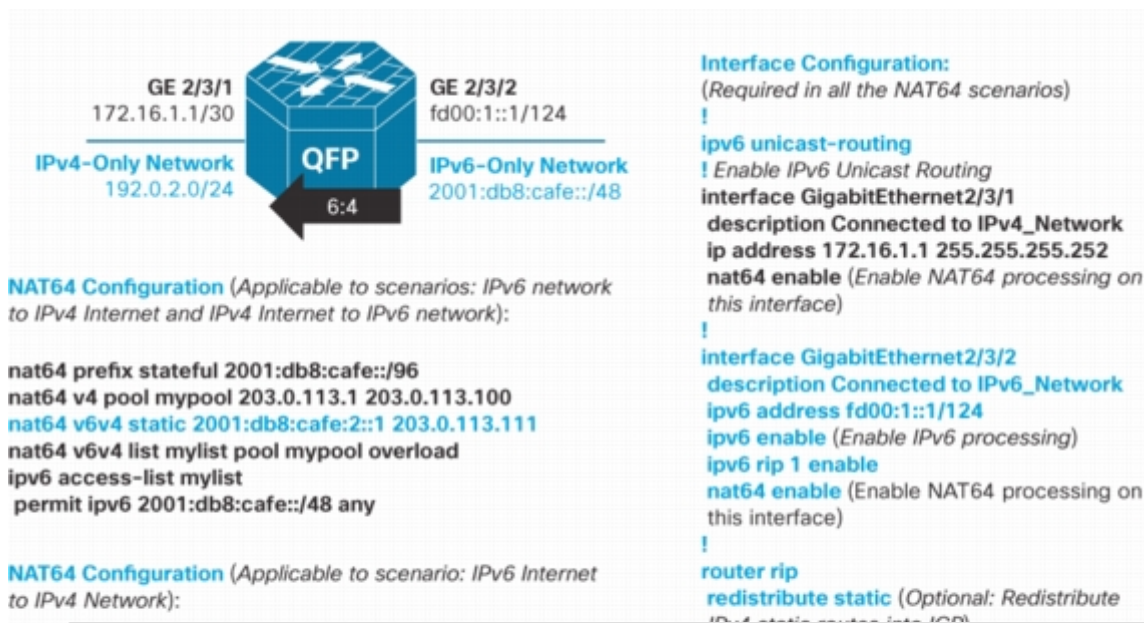 GE 2/3/1
172.16.1.1/30
GE 2/3/2
fd00:1::1/124
IPv4-Only Network
192.0.2.0/24
QFP
IPv6-Only Network
2001:db8:cafe::/48
6:4
NAT64 Configuration (Applicable to scenarios: IPv6 network
to IPv4 Internet and IPv4 Internet to IPv6 network):
nat64 prefix stateful 2001:db8:cafe::/96
nat64 v4 pool mypool 203.0.113.1 203.0.113.100
nat64 v6v4 static 2001:db8:cafe:2::1 203.0.113.111
nat64 v6v4 list mylist pool mypool overload
ipv6 access-list mylist
permit ipv6 2001:db8:cafe::/48 any
NAT64 Configuration (Applicable to scenario: IPv6 Internet
to IPv4 Network):
Interface Configuration:
(Required in all the NAT64 scenarios)
!
ipv6 unicast-routing
! Enable IPv6 Unicast Routing
interface GigabitEthernet2/3/1
description Connected to IPv4_Network
ip address 172.16.1.1 255.255.255.252
nat64 enable (Enable NAT64 processing on
this interface)
!
interface GigabitEthernet2/3/2
description Connected to IPv6_Network
ipv6 address fd00:1::1/124
ipv6 enable (Enable IPv6 processing)
ipv6 rip 1 enable
nat64 enable (Enable NAT64 processing on
this interface)
!
router rip
redistribute static (Optional: Redistribute
IPv4 static routes into IGP)